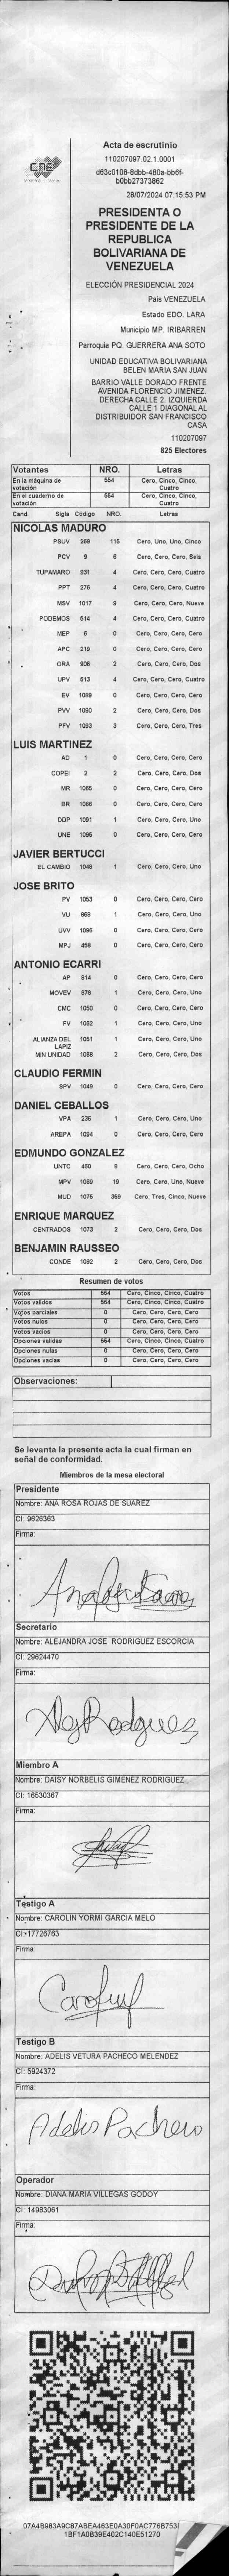 CNE
Acta de escrutinio
110207097.02.1.0001
d63c0108-8dbb-480a-bb6f-
b0bb27373862
28/07/2024 07:15:53 PM
PRESIDENTA O
PRESIDENTE DE LA
REPUBLICA
BOLIVARIANA DE
VENEZUELA
ELECCIÓN PRESIDENCIAL 2024
Pais VENEZUELA
Estado EDO. LARA
Municipio MP. IRIBARREN
Parroquia PQ. GUERRERA ANA SOTO
UNIDAD EDUCATIVA BOLIVARIANA
BELEN MARIA SAN JUAN
BARRIO VALLE DORADO FRENTE
AVENIDA FLORENCIO JIMENEZ.
DERECHA CALLE 2. IZQUIERDA
CALLE 1 DIAGONAL AL
DISTRIBUIDOR SAN FRANCISCO
CASA
110207097
825 Electores
Votantes NRO. Letras
En la máquina de votación 554 Cero, Cinco, Cinco, Cuatro
En el cuaderno de votación 554 Cero, Cinco, Cinco, Cuatro
Cand. Sigla Código NRO. Letras
NICOLAS MADURO
PSUV 269 115 Cero, Uno, Uno, Cinco
PCV 9 6 Cero, Cero, Cero, Seis
TUPAMARO 931 4 Cero, Cero, Cero, Cuatro
PPT 276 4 Cero, Cero, Cero, Cuatro
MSV 1017 9 Cero, Cero, Cero, Nueve
PODEMOS 514 4 Cero, Cero, Cero, Cuatro
MEP 6 0 Cero, Cero, Cero, Cero
APC 219 0 Cero, Cero, Cero, Cero
ORA 906 2 Cero, Cero, Cero, Dos
UPV 513 4 Cero, Cero, Cero, Cuatro
EV 1089 0 Cero, Cero, Cero, Cero
PVV 1090 2 Cero, Cero, Cero, Dos
PFV 1093 3 Cero, Cero, Cero, Tres
LUIS MARTINEZ
AD 1 0 Cero, Cero, Cero, Cero
COPEI 2 2 Cero, Cero, Cero, Dos
MR 1065 0 Cero, Cero, Cero, Cero
BR 1066 0 Cero, Cero, Cero, Cero
DDP 1091 1 Cero, Cero, Cero, Uno
UNE 1095 0 Cero, Cero, Cero, Cero
JAVIER BERTUCCI
EL CAMBIO 1048 1 Cero, Cero, Cero, Uno
JOSE BRITO
PV 1053 0 Cero, Cero, Cero, Cero
VU 868 1 Cero, Cero, Cero, Uno
UVV 1096 0 Cero, Cero, Cero, Cero
MPJ 458 0 Cero, Cero, Cero, Cero
ANTONIO ECARRI
AP 814 0 Cero, Cero, Cero, Cero
MOVEV 878 1 Cero, Cero, Cero, Uno
CMC 1050 0 Cero, Cero, Cero, Cero
FV 1062 1 Cero, Cero, Cero, Uno
ALIANZA DEL LAPIZ 1051 1 Cero, Cero, Cero, Uno
MIN UNIDAD 1088 2 Cero, Cero, Cero, Dos
CLAUDIO FERMIN
SPV 1049 0 Cero, Cero, Cero, Cero
DANIEL CEBALLOS
VPA 236 1 Cero, Cero, Cero, Uno
AREPA 1094 0 Cero, Cero, Cero, Cero
EDMUNDO GONZALEZ
UNTC 460 8 Cero, Cero, Cero, Ocho
MPV 1069 19 Cero, Cero, Uno, Nueve
MUD 1075 359 Cero, Tres, Cinco, Nueve
ENRIQUE MARQUEZ
CENTRADOS 1073 2 Cero, Cero, Cero, Dos
BENJAMIN RAUSSEO
CONDE 1092 2 Cero, Cero, Cero, Dos
Resumen de votos
Votos 554 Cero, Cinco, Cinco, Cuatro
Votos validos 554 Cero, Cinco, Cinco, Cuatro
Votos parciales 0 Cero, Cero, Cero, Cero
Votos nulos 0 Cero, Cero, Cero, Cero
Votos vacios 0 Cero, Cero, Cero, Cero
Opciones validas 554 Cero, Cinco, Cinco, Cuatro
Opciones nulas 0 Cero, Cero, Cero, Cero
Opciones vacias 0 Cero, Cero, Cero, Cero
Observaciones:
Se levanta la presente acta la cual firman en
señal de conformidad.
Miembros de la mesa electoral
Presidente
Nombre: ANA ROSA ROJAS DE SUAREZ
CI: 9626363
Firma:
Secretario
Nombre: ALEJANDRA JOSE RODRIGUEZ ESCORCIA
CI: 29624470
Firma:
AlejRodriguez
Miembro A
Nombre: DAISY NORBELIS GIMENEZ RODRIGUEZ
CI: 16530367
Firma:
Testigo A
Nombre: CAROLIN YORMI GARCIA MELO
CI: 17726763
Firma:
Testigo B
Nombre: ADELIS VETURA PACHECO MELENDEZ
CI: 5924372
Firma:
Adelis Pacheco
Operador
Nombre: DIANA MARIA VILLEGAS GODOY
CI: 14983061
Firma:
07A4B983A9C87ABEA463E0A30F0AC776B753
1BF1A0B39E402C140E51270